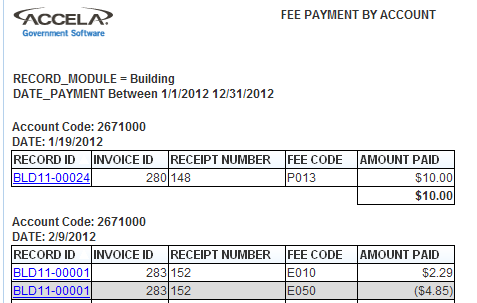 ACCELA
Government Software
FEE PAYMENT BY ACCOUNT
RECORD_MODULE = Building
DATE_PAYMENT Between 1/1/2012 12/31/2012
Account Code: 2671000
DATE: 1/19/2012
RECORD ID INVOICE ID RECEIPT NUMBER FEE CODE AMOUNT PAID
BLD11-00024 280 148 P013 $10.00
$10.00
Account Code: 2671000
DATE: 2/9/2012
RECORD ID INVOICE ID RECEIPT NUMBER FEE CODE AMOUNT PAID
BLD11-00001 283 152 E010 $2.29
BLD11-00001 283 152 E050 ($4.85)